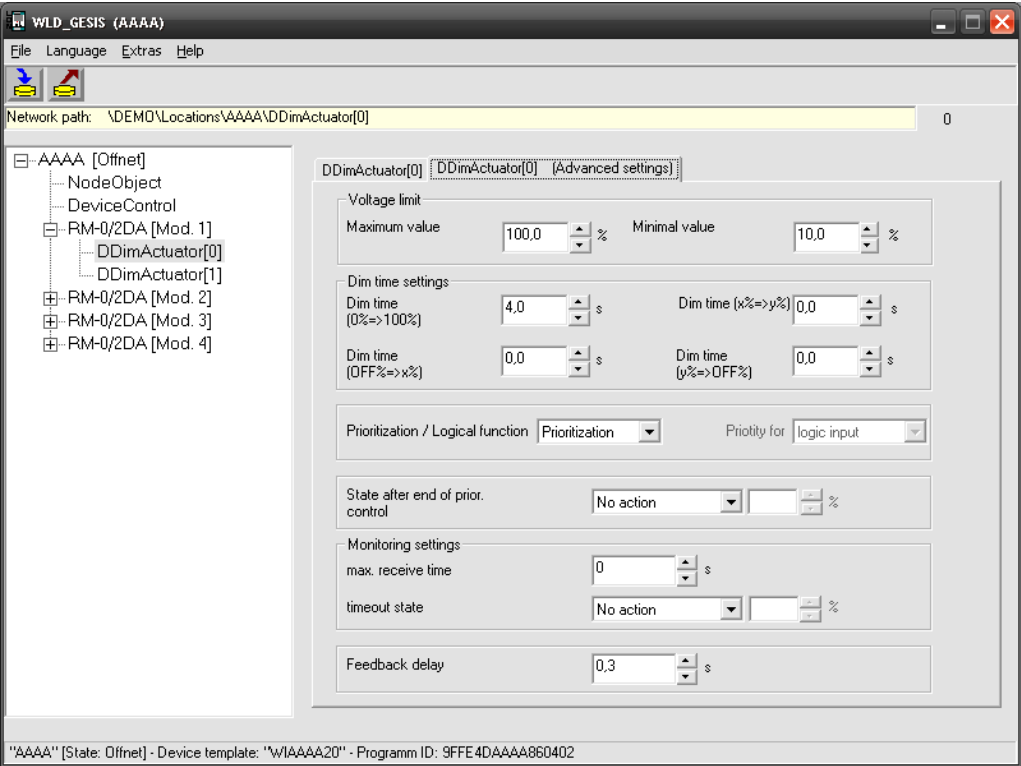 WLD_GESIS (AAAA)
File Language Extras Help
Network path: \DEMO\Locations\AAAA\DDimActuator[0]
0
AAAA [Offnet]
NodeObject
DeviceControl
RM-0/2DA [Mod. 1]
DDimActuator[0]
DDimActuator[1]
RM-0/2DA [Mod. 2]
RM-0/2DA [Mod. 3]
RM-0/2DA [Mod. 4]
DDimActuator[0] DDimActuator[0] (Advanced settings)
Voltage limit
Maximum value 100,0 % Minimal value 10,0 %
Dim time settings
Dim time
(0%=>100%) 4,0 s Dim time (x%=>y%) 0,0 s
Dim time
(OFF%=>x%) 0,0 s Dim time
(y%=>OFF%) 0,0 s
Prioritization / Logical function Prioritization Priotity for logic input
State after end of prior.
control No action %
Monitoring settings
max. receive time 0 s
timeout state No action %
Feedback delay 0,3 s
"AAAA" [State: Offnet] - Device template: "WIAAAA20" - Programm ID: 9FFE4DAAAA860402